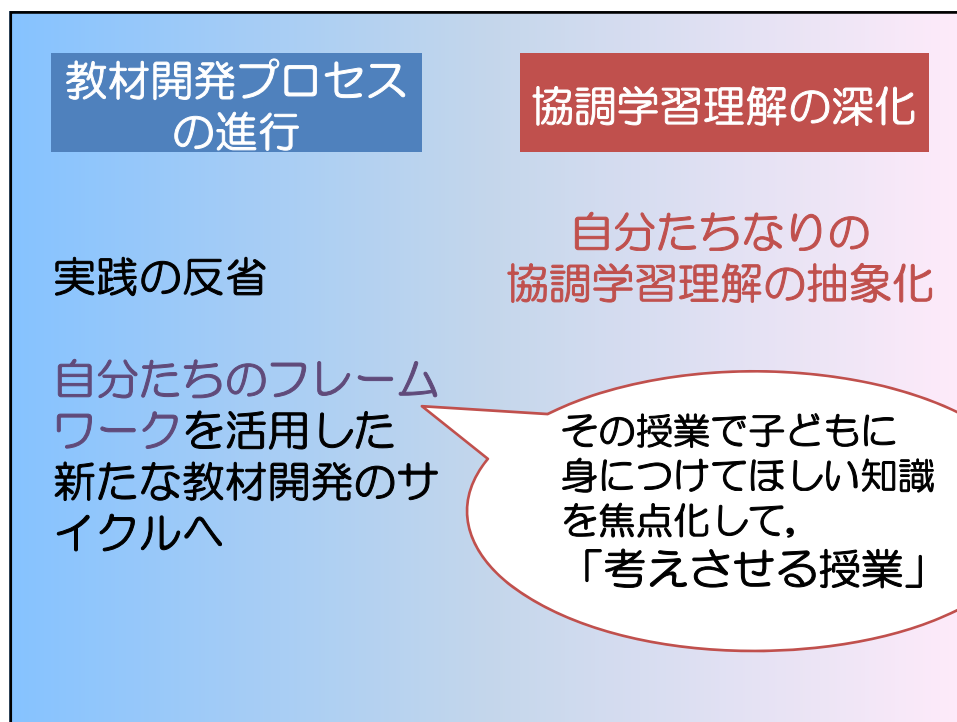 教材開発プロセス
の進行
協調学習理解の深化
実践の反省
自分たちなりの
協調学習理解の抽象化
自分たちのフレーム
ワークを活用した
新たな教材開発のサ
イクルへ
その授業で子どもに
身につけてほしい知識
を焦点化して，
「考えさせる授業」